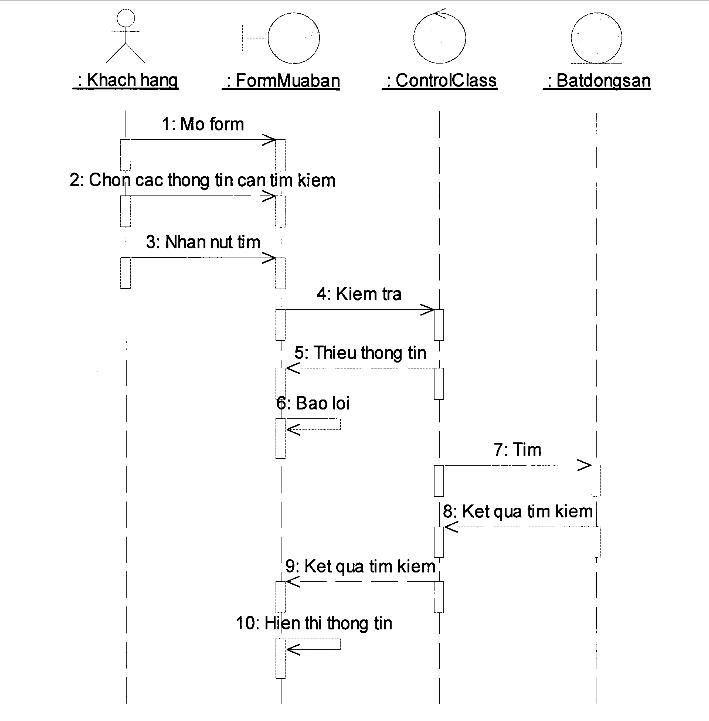 : Khach hang
: FormMuaban
: ControlClass
: Batdongsan
1: Mo form
2: Chon cac thong tin can tim kiem
3: Nhan nut tim
4: Kiem tra
5: Thieu thong tin
6: Bao loi
7: Tim
8: Ket qua tim kiem
9: Ket qua tim kiem
10: Hien thi thong tin